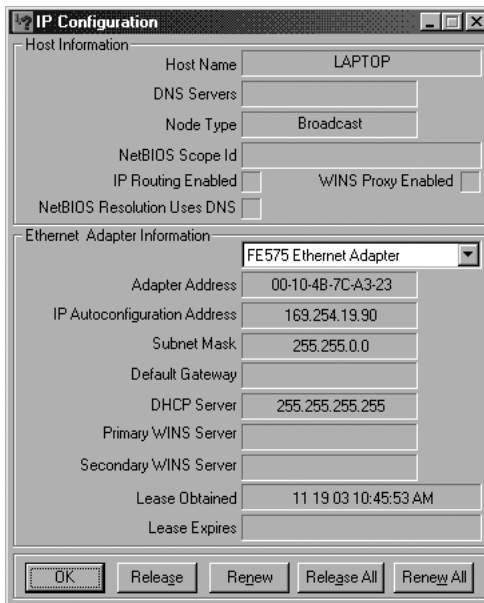 IP Configuration
Host Information
Host Name LAPTOP
DNS Servers
Node Type Broadcast
NetBIOS Scope Id
IP Routing Enabled WINS Proxy Enabled
NetBIOS Resolution Uses DNS
Ethernet Adapter Information
FE575 Ethernet Adapter
Adapter Address 00-10-4B-7C-A3-23
IP Autoconfiguration Address 169.254.19.90
Subnet Mask 255.255.0.0
Default Gateway
DHCP Server 255.255.255.255
Primary WINS Server
Secondary WINS Server
Lease Obtained 11 19 03 10:45:53 AM
Lease Expires
OK Release Renew Release All Renew All